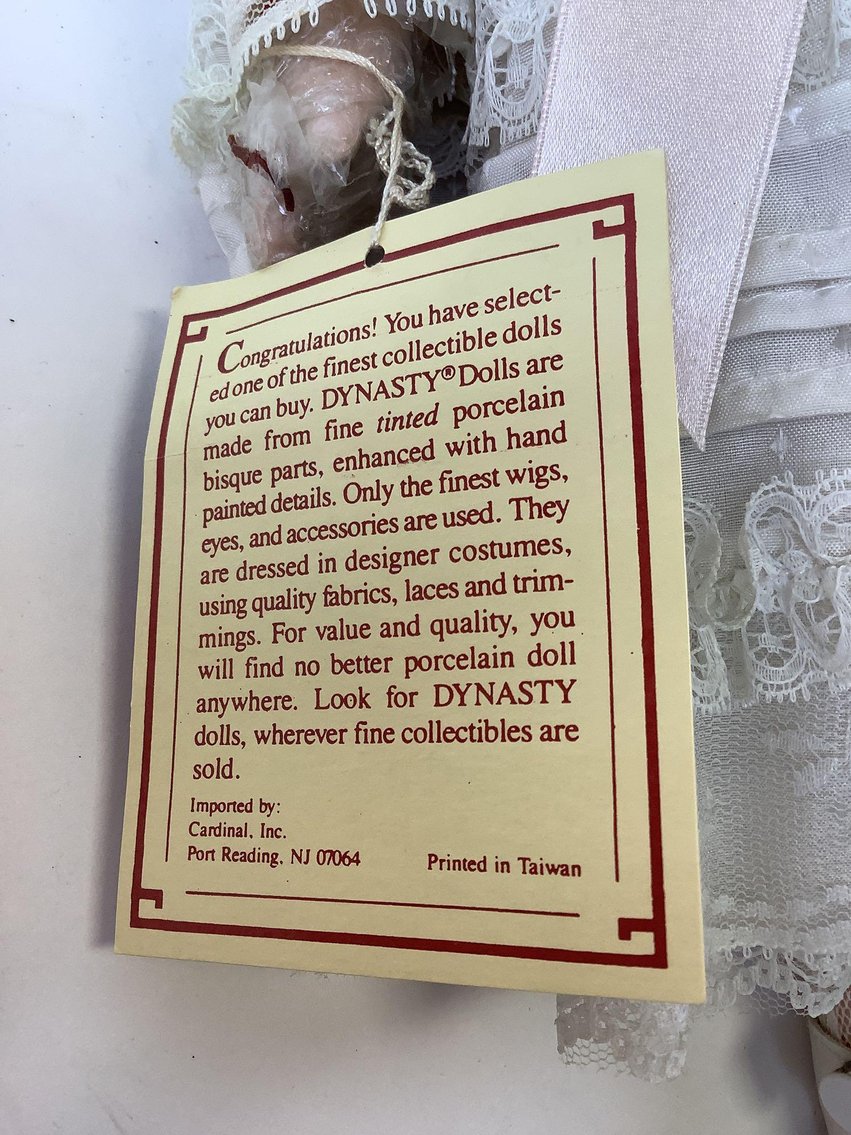 Congratulations! You have select-
ed one of the finest collectible dolls
you can buy. DYNASTY® Dolls are
made from fine tinted porcelain
bisque parts, enhanced with hand
painted details. Only the finest wigs,
eyes, and accessories are used. They
are dressed in designer costumes,
using quality fabrics, laces and trim-
mings. For value and quality, you
will find no better porcelain doll
anywhere. Look for DYNASTY
dolls, wherever fine collectibles are
sold.
Imported by:
Cardinal, Inc.
Port Reading, NJ 07064
Printed in Taiwan